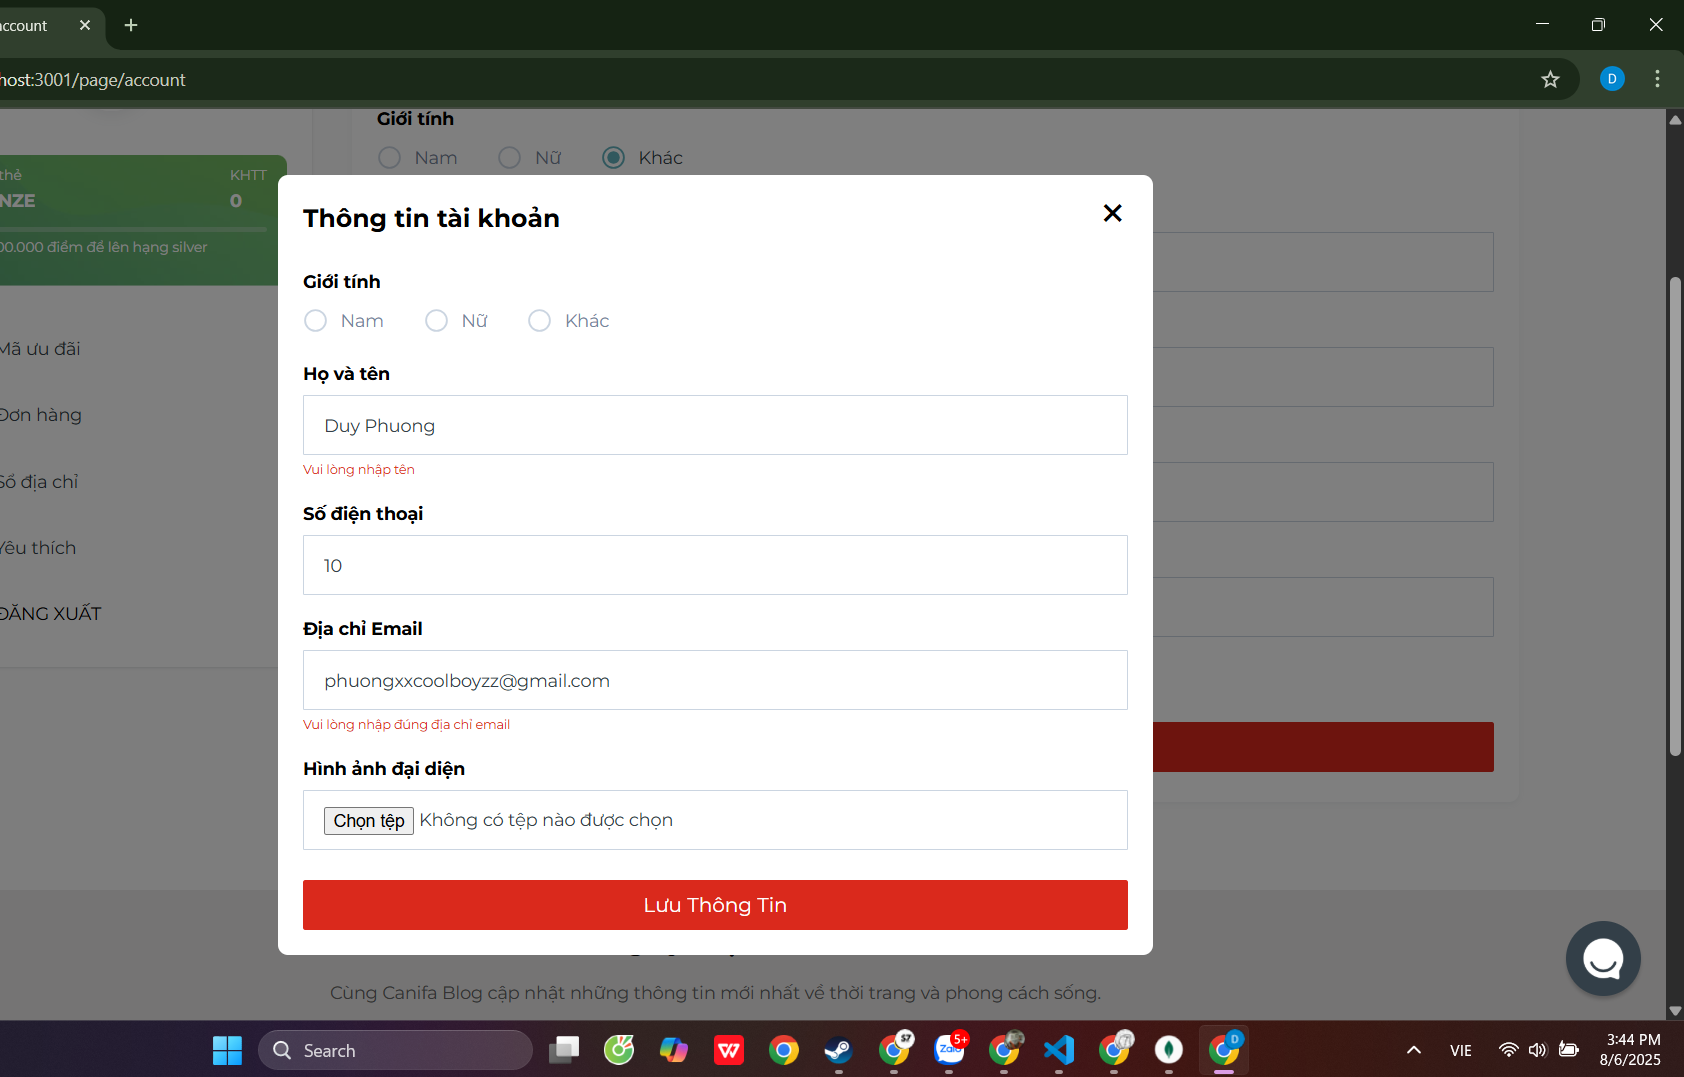 account
host:3001/page/account
D
Giới tính
Nam
Nữ
Khác
thẻ
KHTT
NZE
0
00.000 điểm để lên hạng silver
Mã ưu đãi
Đơn hàng
Sổ địa chỉ
Yêu thích
ĐĂNG XUẤT
Thông tin tài khoản
Giới tính
Nam
Nữ
Khác
Họ và tên
Duy Phuong
Vui lòng nhập tên
Số điện thoại
10
Địa chỉ Email
phuongxxcoolboyzz@gmail.com
Vui lòng nhập đúng địa chỉ email
Hình ảnh đại diện
Chọn tệp Không có tệp nào được chọn
Lưu Thông Tin
Cùng Canifa Blog cập nhật những thông tin mới nhất về thời trang và phong cách sống.
Search
Zalo
5+
D
VIE
3:44 PM
8/6/2025